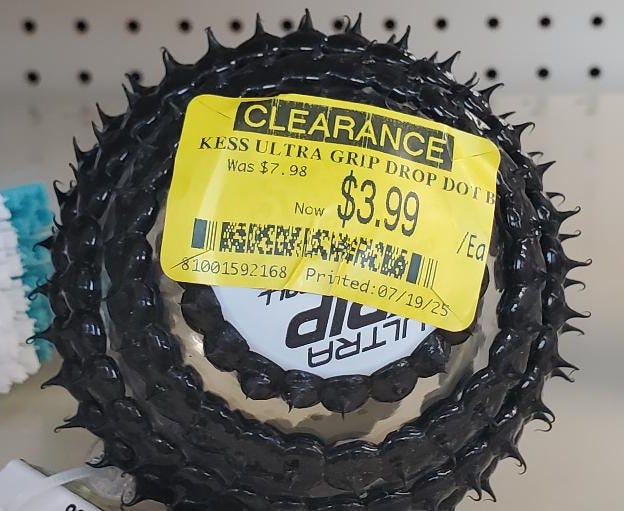 CLEARANCE
KESS ULTRA GRIP DROP DOT B
Was $7.98
Now $3.99 /Ea
81001592168 Printed:07/19/25
ULTRA